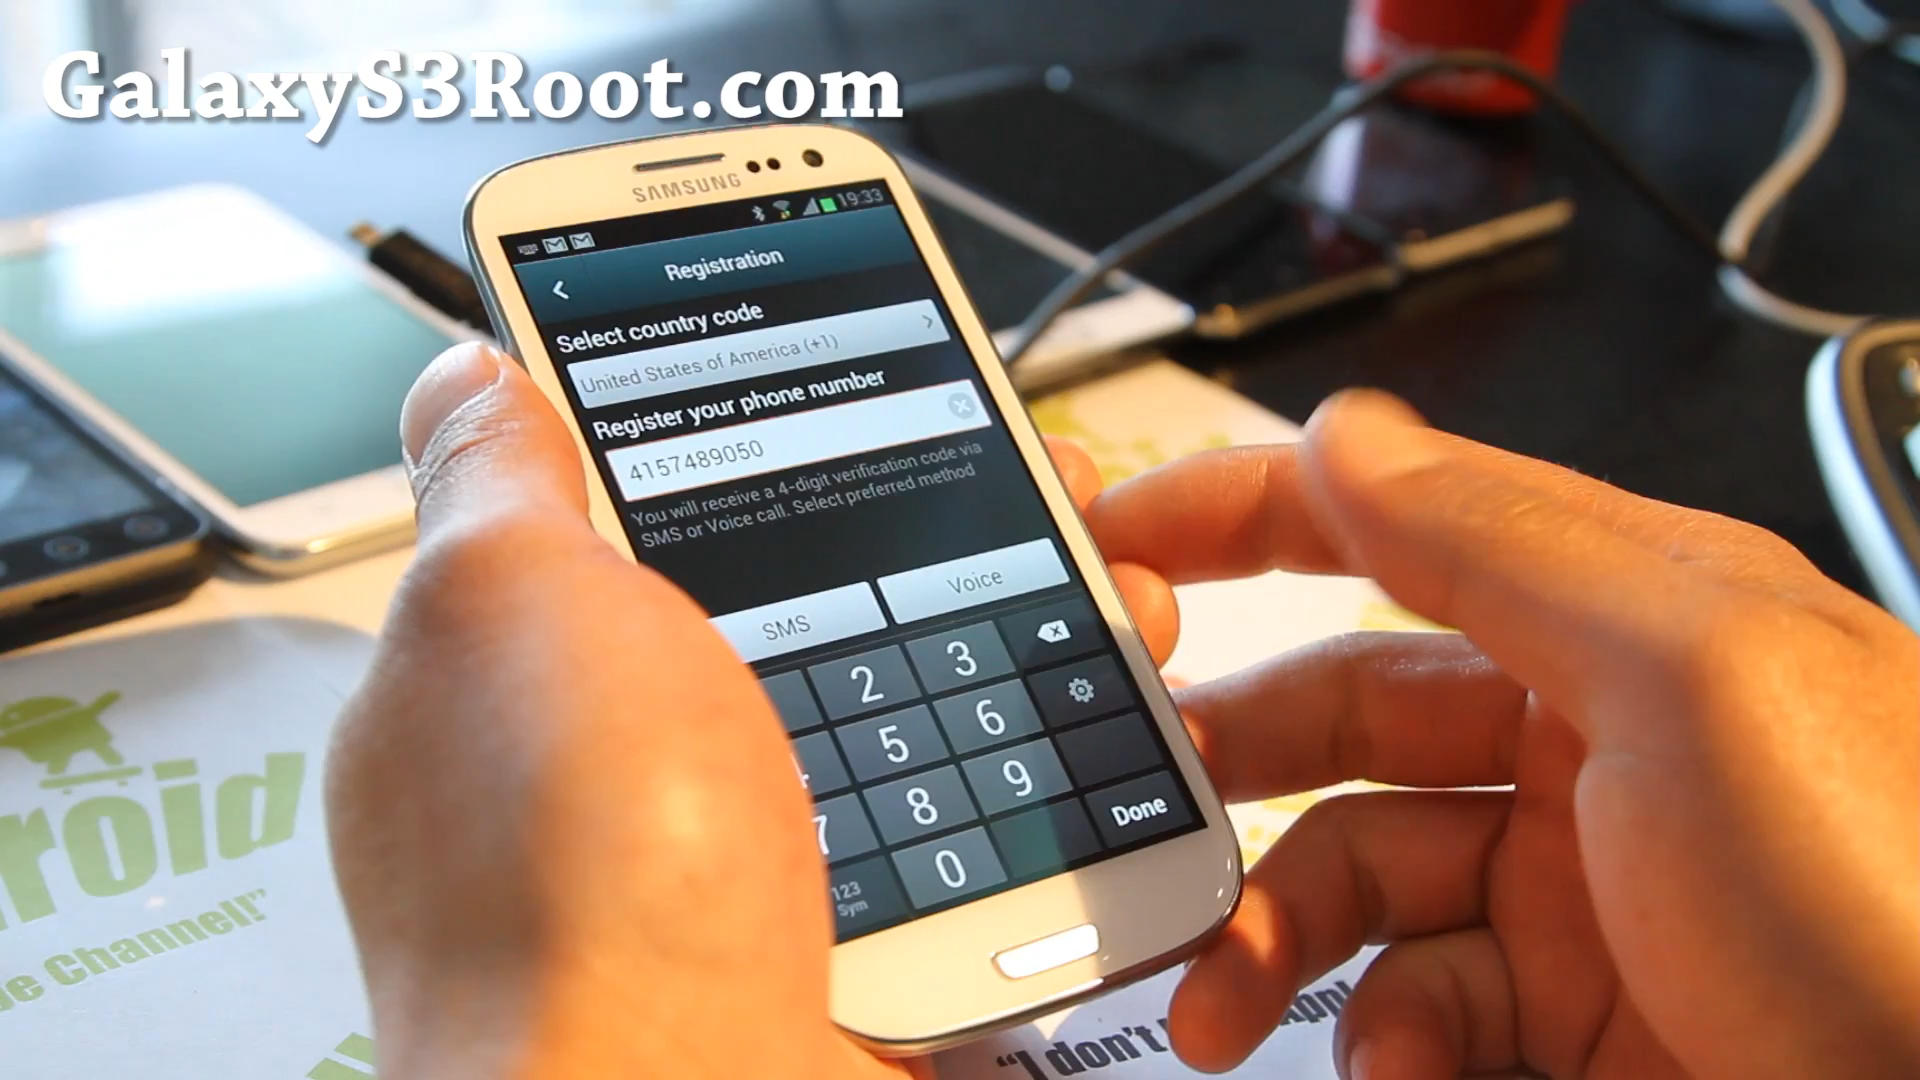 GalaxyS3Root.com
SAMSUNG
19:33
Registration
Select country code
United States of America (+1)
Register your phone number
4157489050
You will receive a 4-digit verification code via
SMS or Voice call. Select preferred method
SMS
Voice
2
3
5
6
7
8
9
Done
123
Sym
0
roid
Channel!"
"I don't